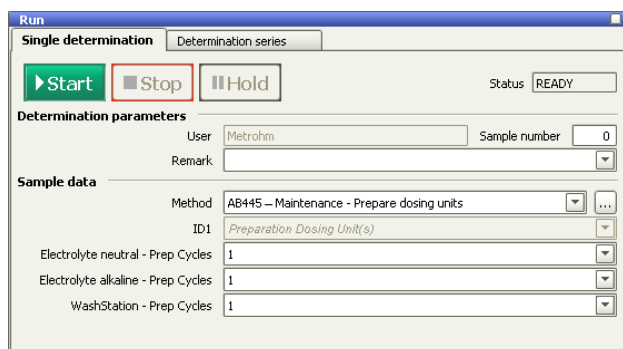 Run
Single determination Determination series
Start Stop Hold Status READY
Determination parameters
User Metrohm Sample number 0
Remark
Sample data
Method AB445 – Maintenance - Prepare dosing units ...
ID1 Preparation Dosing Unit(s)
Electrolyte neutral - Prep Cycles 1
Electrolyte alkaline - Prep Cycles 1
WashStation - Prep Cycles 1